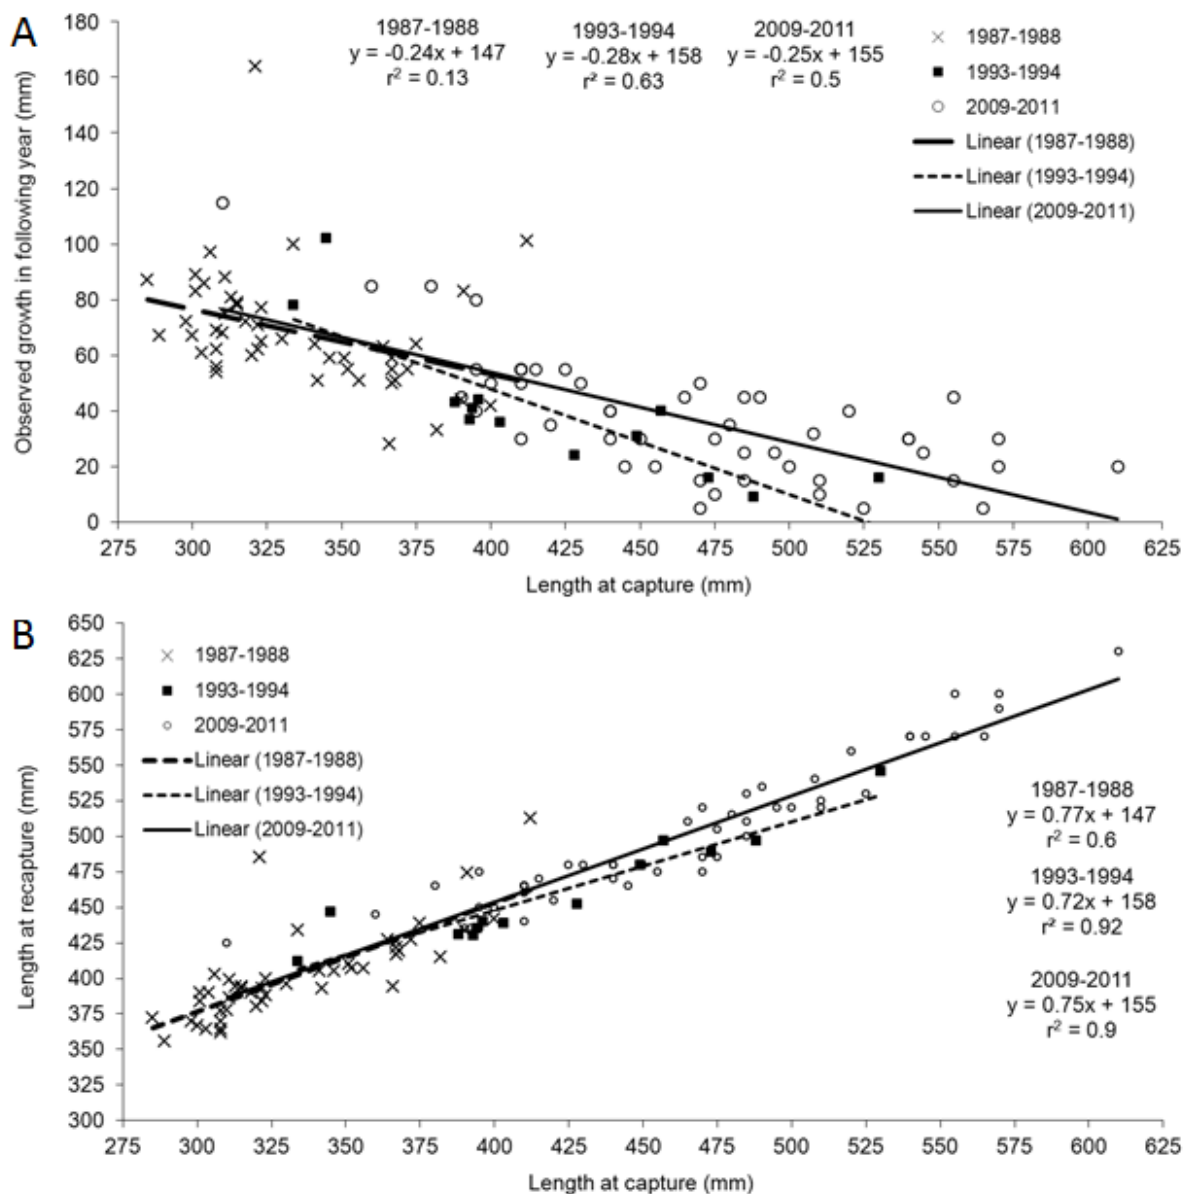 A
180
160
140
120
100
80
60
40
20
0
Observed growth in following year (mm)
1987-1988
y = -0.24x + 147
r² = 0.13
1993-1994
y = -0.28x + 158
r² = 0.63
2009-2011
y = -0.25x + 155
r² = 0.5
1987-1988
1993-1994
2009-2011
Linear (1987-1988)
Linear (1993-1994)
Linear (2009-2011)
275 300 325 350 375 400 425 450 475 500 525 550 575 600 625
Length at capture (mm)
B
650
625
600
575
550
525
500
475
450
425
400
375
350
325
300
Length at recapture (mm)
1987-1988
1993-1994
2009-2011
Linear (1987-1988)
Linear (1993-1994)
Linear (2009-2011)
1987-1988
y = 0.77x + 147
r² = 0.6
1993-1994
y = 0.72x + 158
r² = 0.92
2009-2011
y = 0.75x + 155
r² = 0.9
275 300 325 350 375 400 425 450 475 500 525 550 575 600 625
Length at capture (mm)